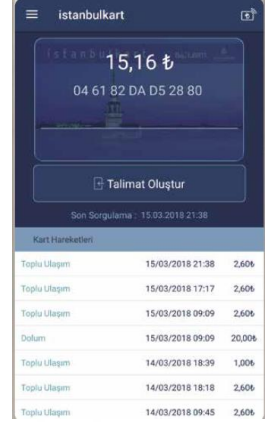 istanbulkart
istanbulkart
15,16 ₺
04 61 82 DA D5 28 80
Talimat Oluştur
Son Sorgulama : 15.03.2018 21:38
Kart Hareketleri
Toplu Ulaşım 15/03/2018 21:38 2,60₺
Toplu Ulaşım 15/03/2018 17:17 2,60₺
Toplu Ulaşım 15/03/2018 09:09 2,60₺
Dolum 15/03/2018 09:09 20,00₺
Toplu Ulaşım 14/03/2018 18:39 1,00₺
Toplu Ulaşım 14/03/2018 18:18 2,60₺
Toplu Ulaşım 14/03/2018 09:45 2,60₺